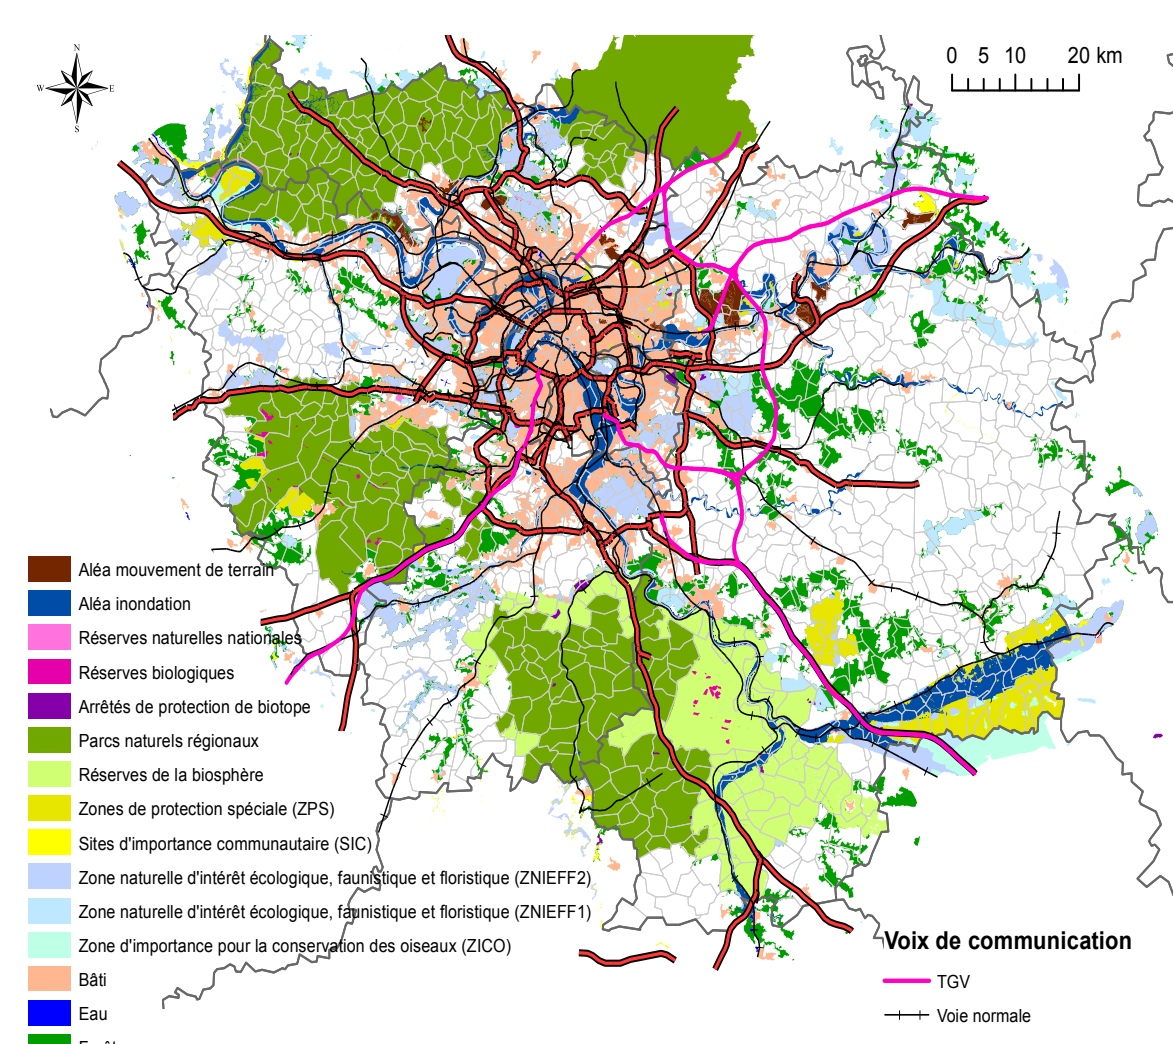 N
W E
S
0 5 10 20 km
Aléa mouvement de terrain
Aléa inondation
Réserves naturelles nationales
Réserves biologiques
Arrêtés de protection de biotope
Parcs naturels régionaux
Réserves de la biosphère
Zones de protection spéciale (ZPS)
Sites d'importance communautaire (SIC)
Zone naturelle d'intérêt écologique, faunistique et floristique (ZNIEFF2)
Zone naturelle d'intérêt écologique, faunistique et floristique (ZNIEFF1)
Zone d'importance pour la conservation des oiseaux (ZICO)
Bâti
Eau
Voix de communication
TGV
Voie normale